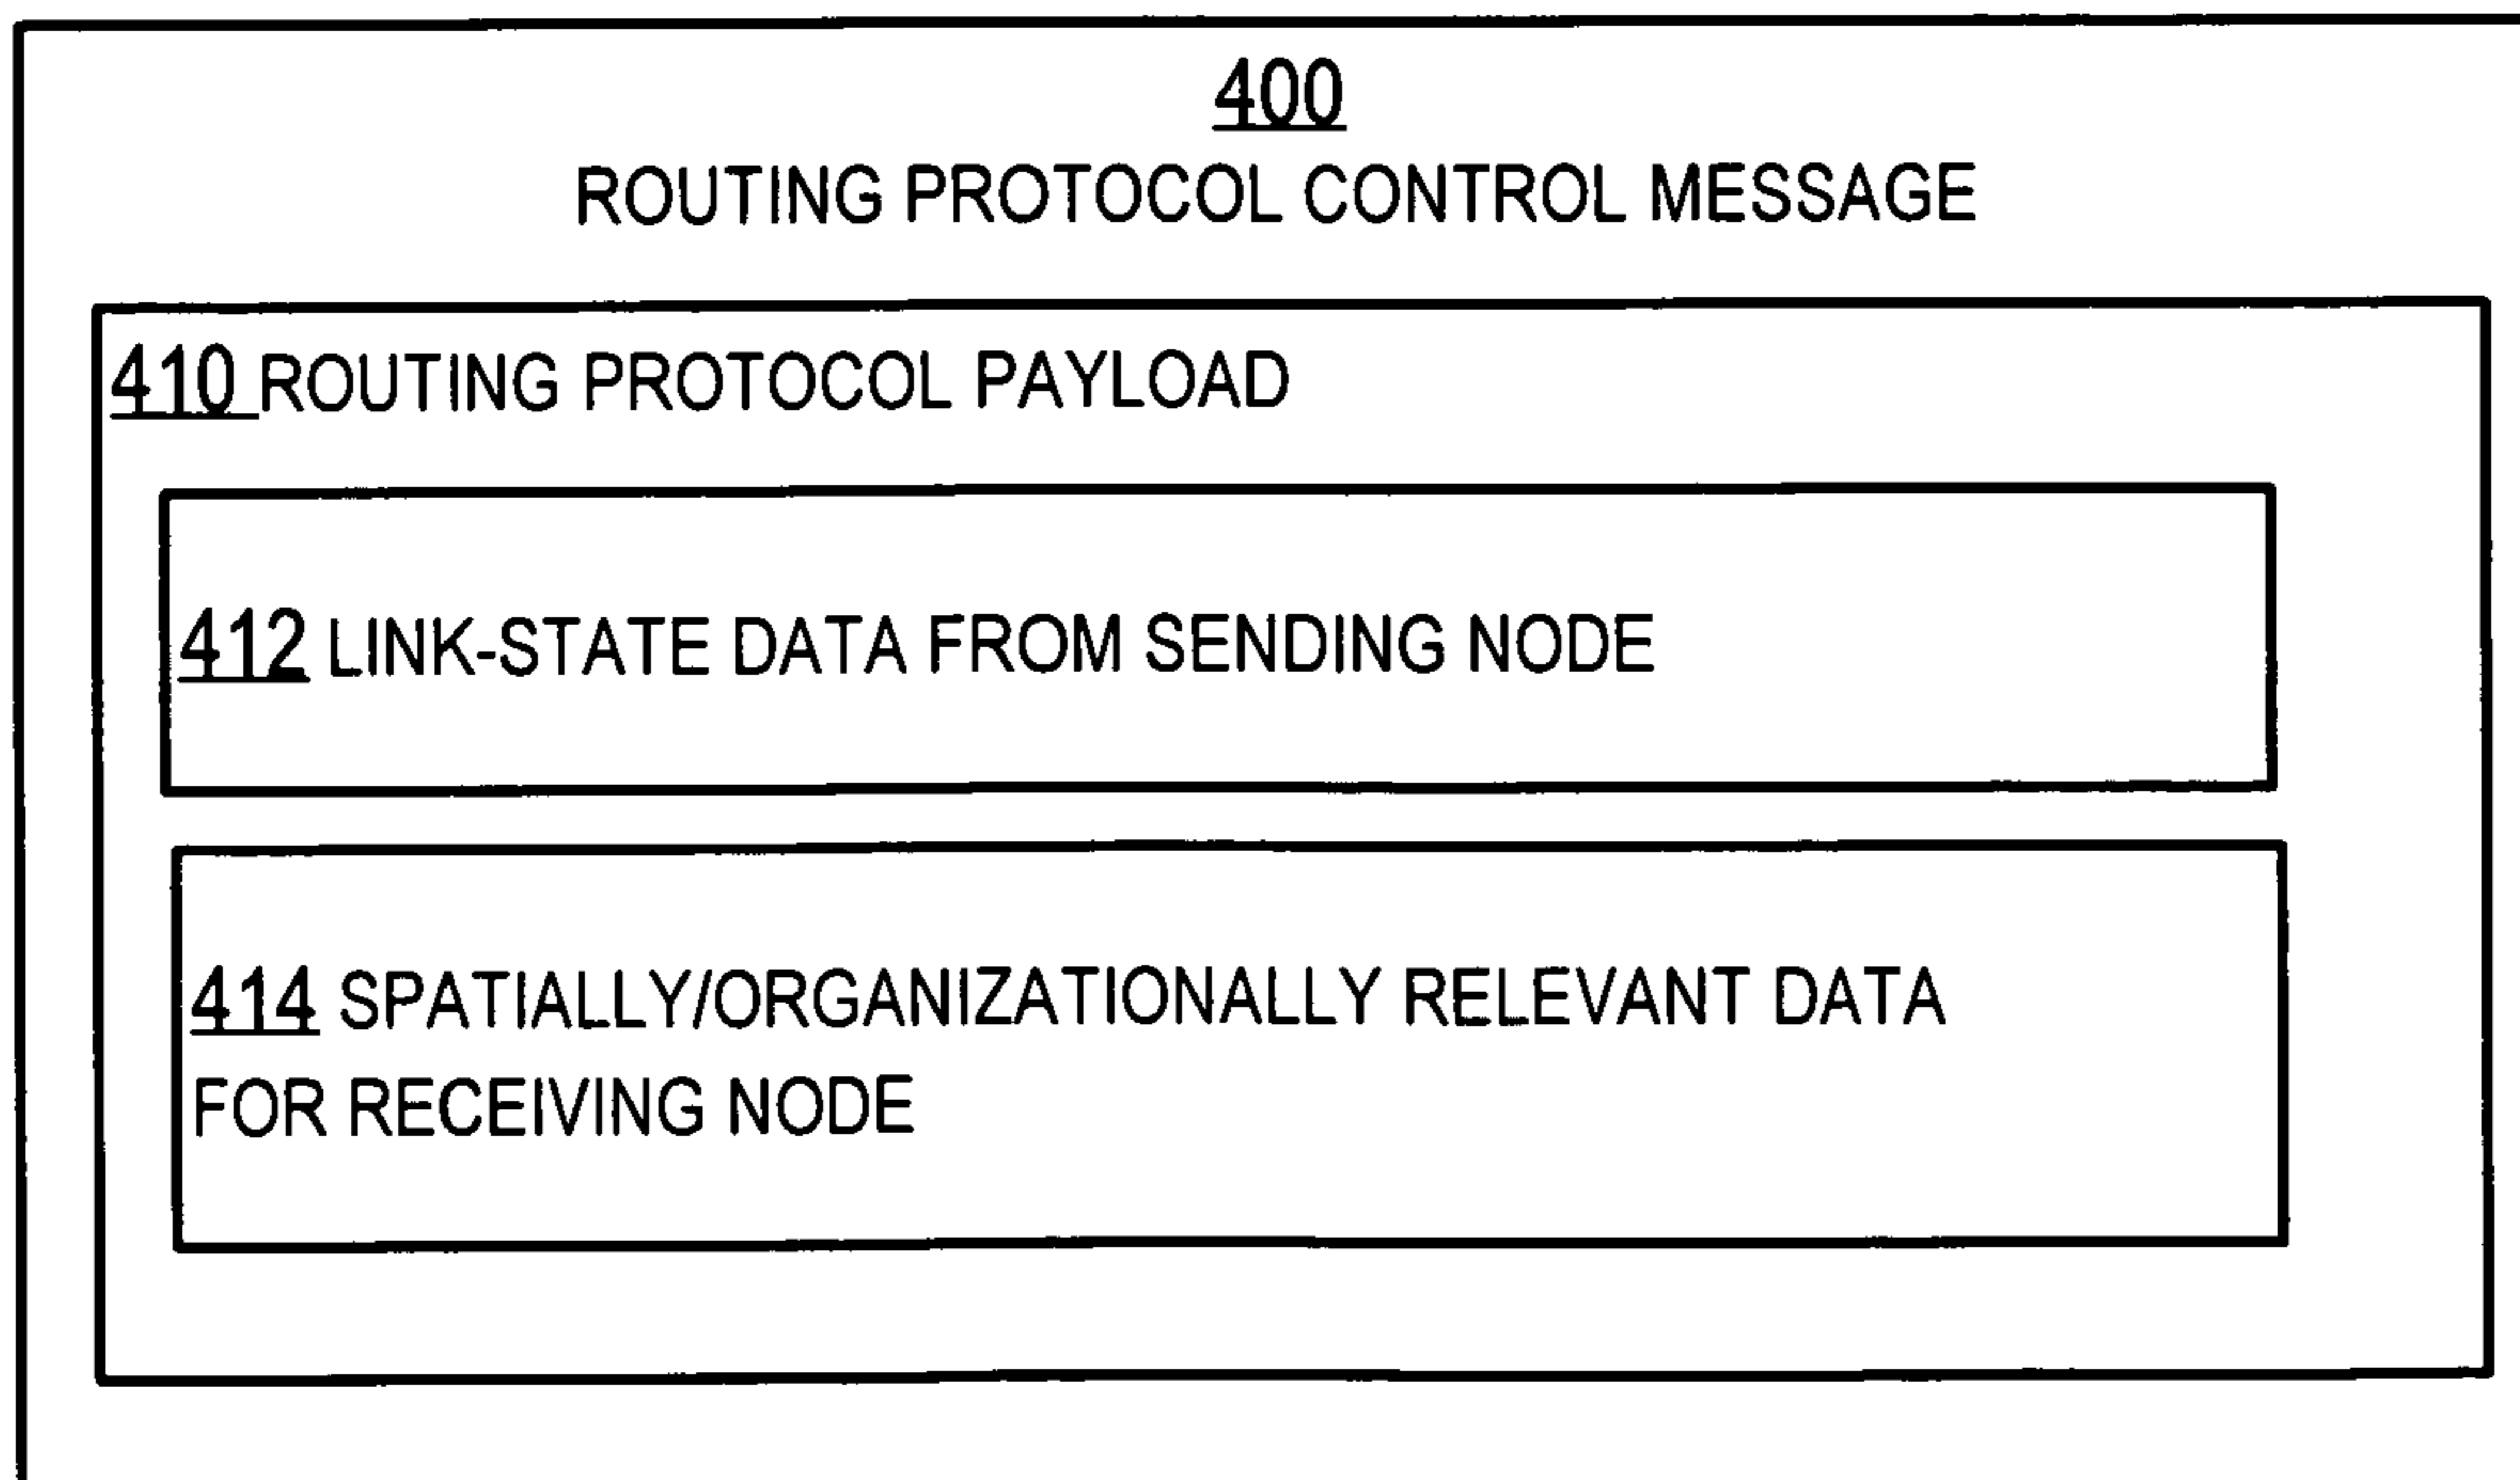 400
ROUTING PROTOCOL CONTROL MESSAGE
410 ROUTING PROTOCOL PAYLOAD
412 LINK-STATE DATA FROM SENDING NODE
414 SPATIALLY/ORGANIZATIONALLY RELEVANT DATA
FOR RECEIVING NODE